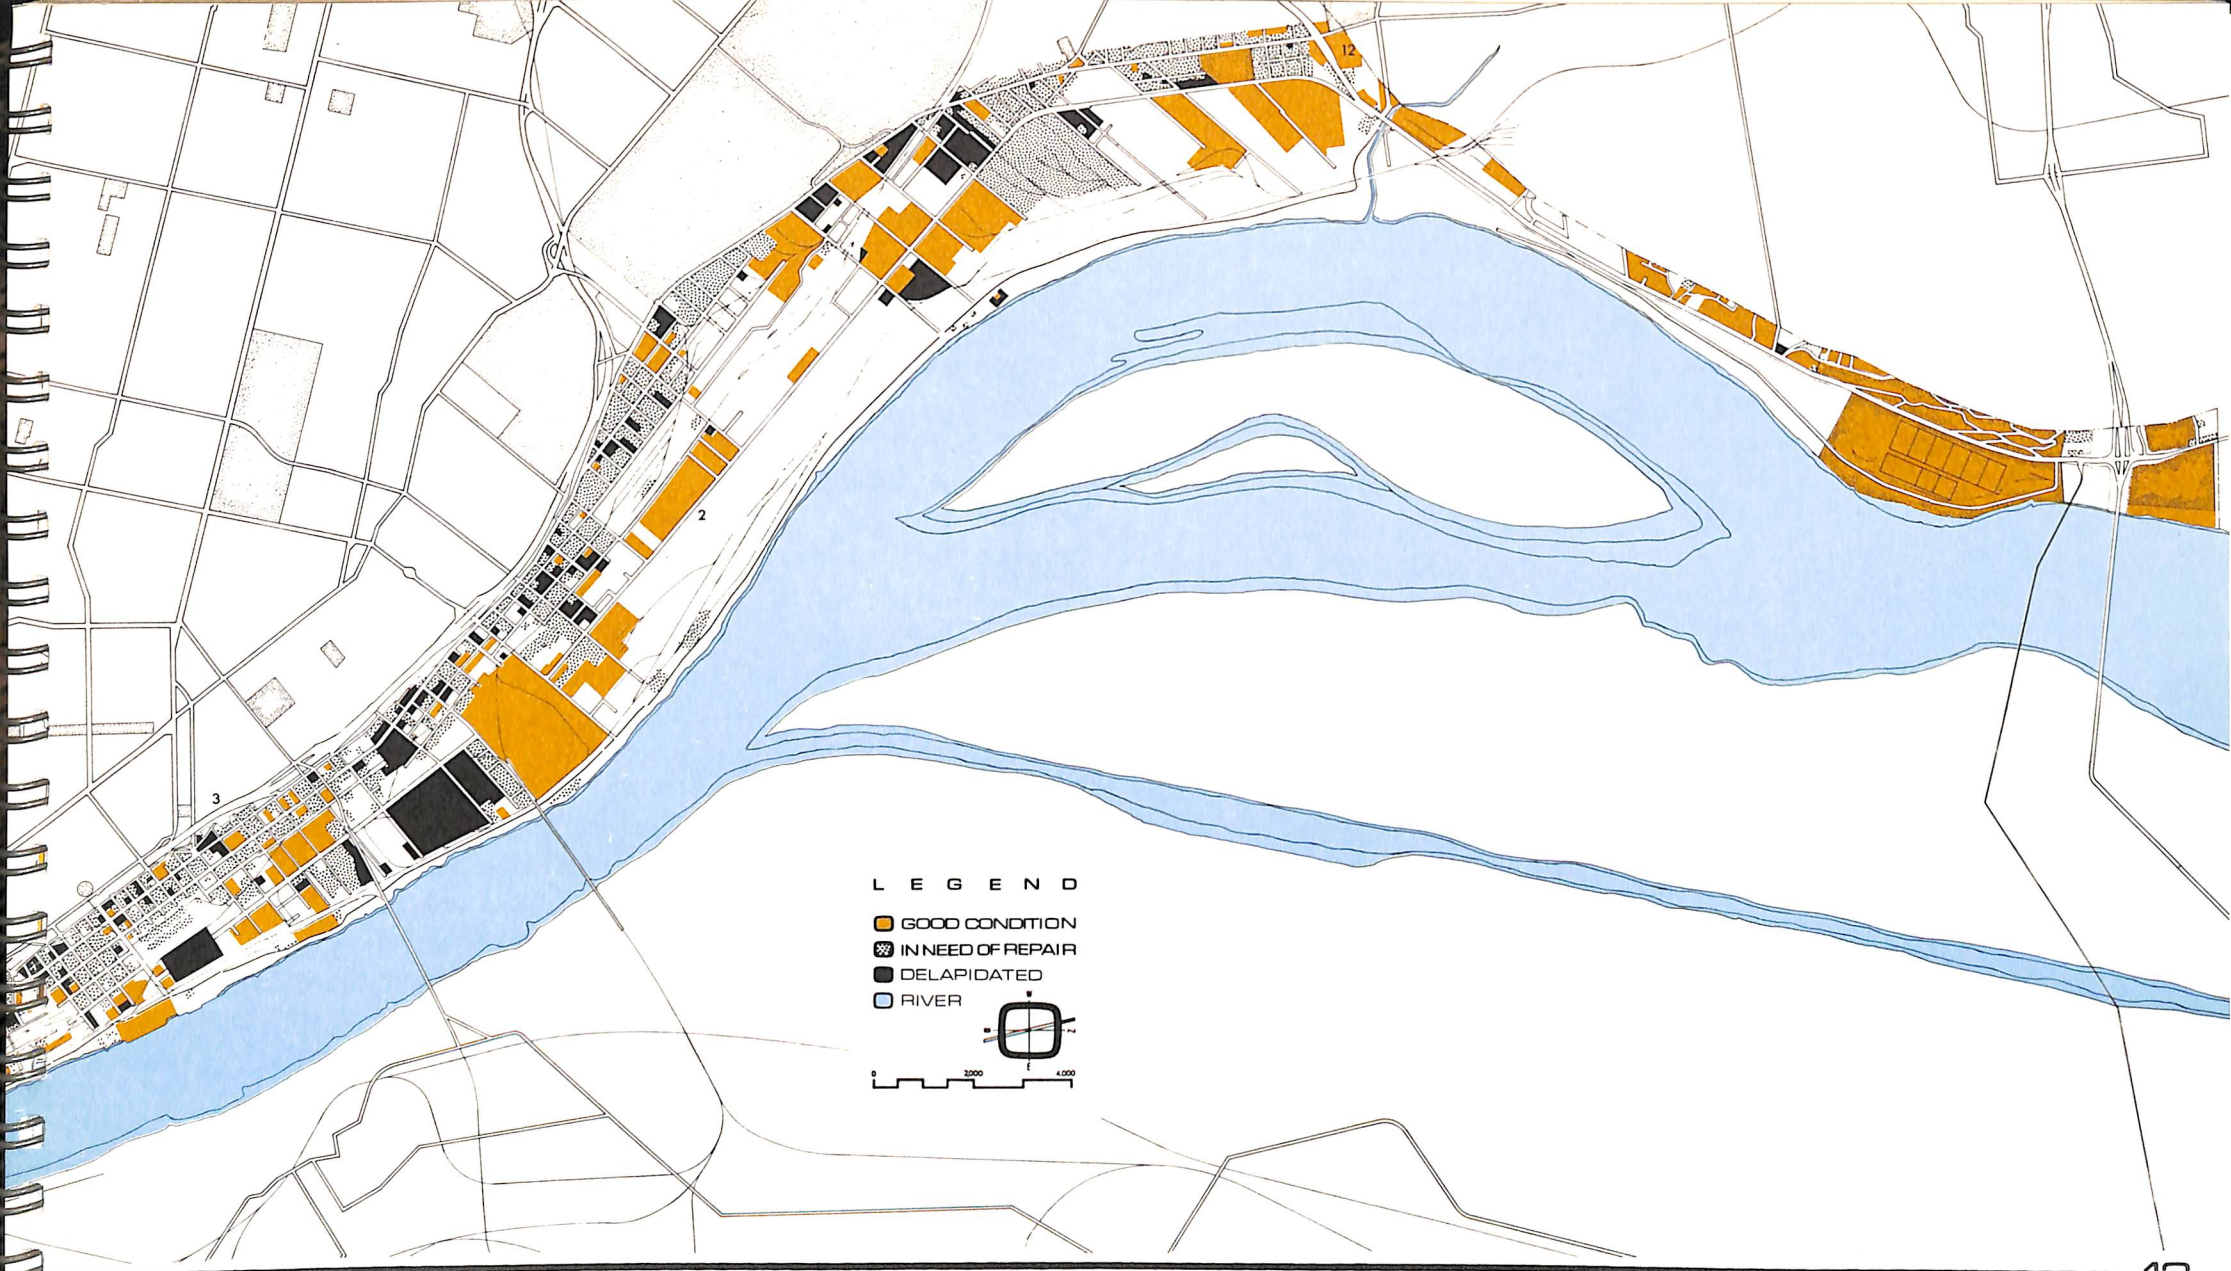 12
2
3
L E G E N D
GOOD CONDITION
IN NEED OF REPAIR
DELAPIDATED
RIVER
W
S
N
E
0 2,000 4,000